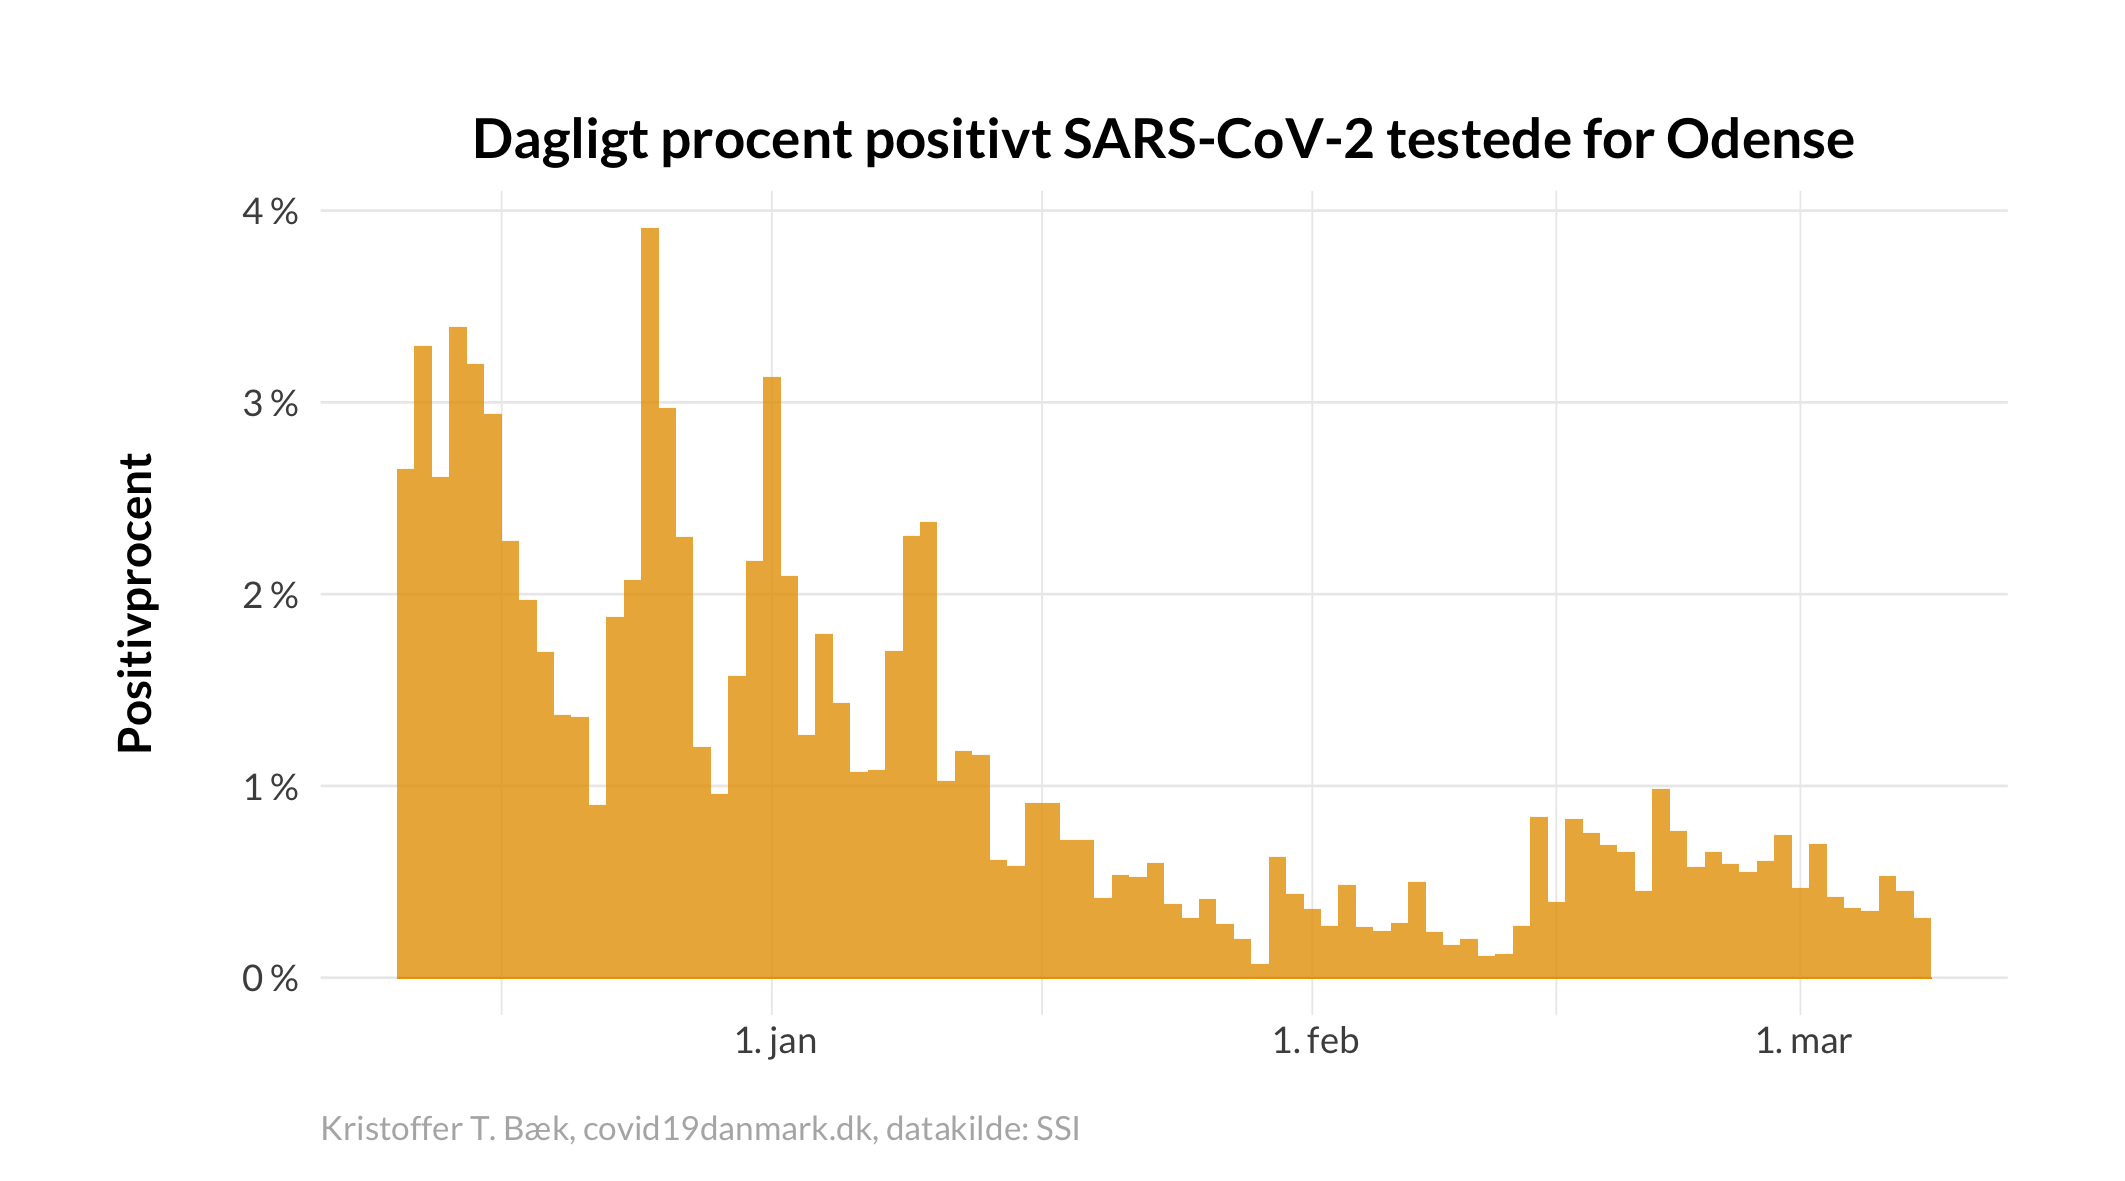 Dagligt procent positivt SARS-CoV-2 testede for Odense
4 %
3 %
2 %
1 %
0 %
Positivprocent
1. jan
1. feb
1. mar
Kristoffer T. Bæk, covid19danmark.dk, datakilde: SSI